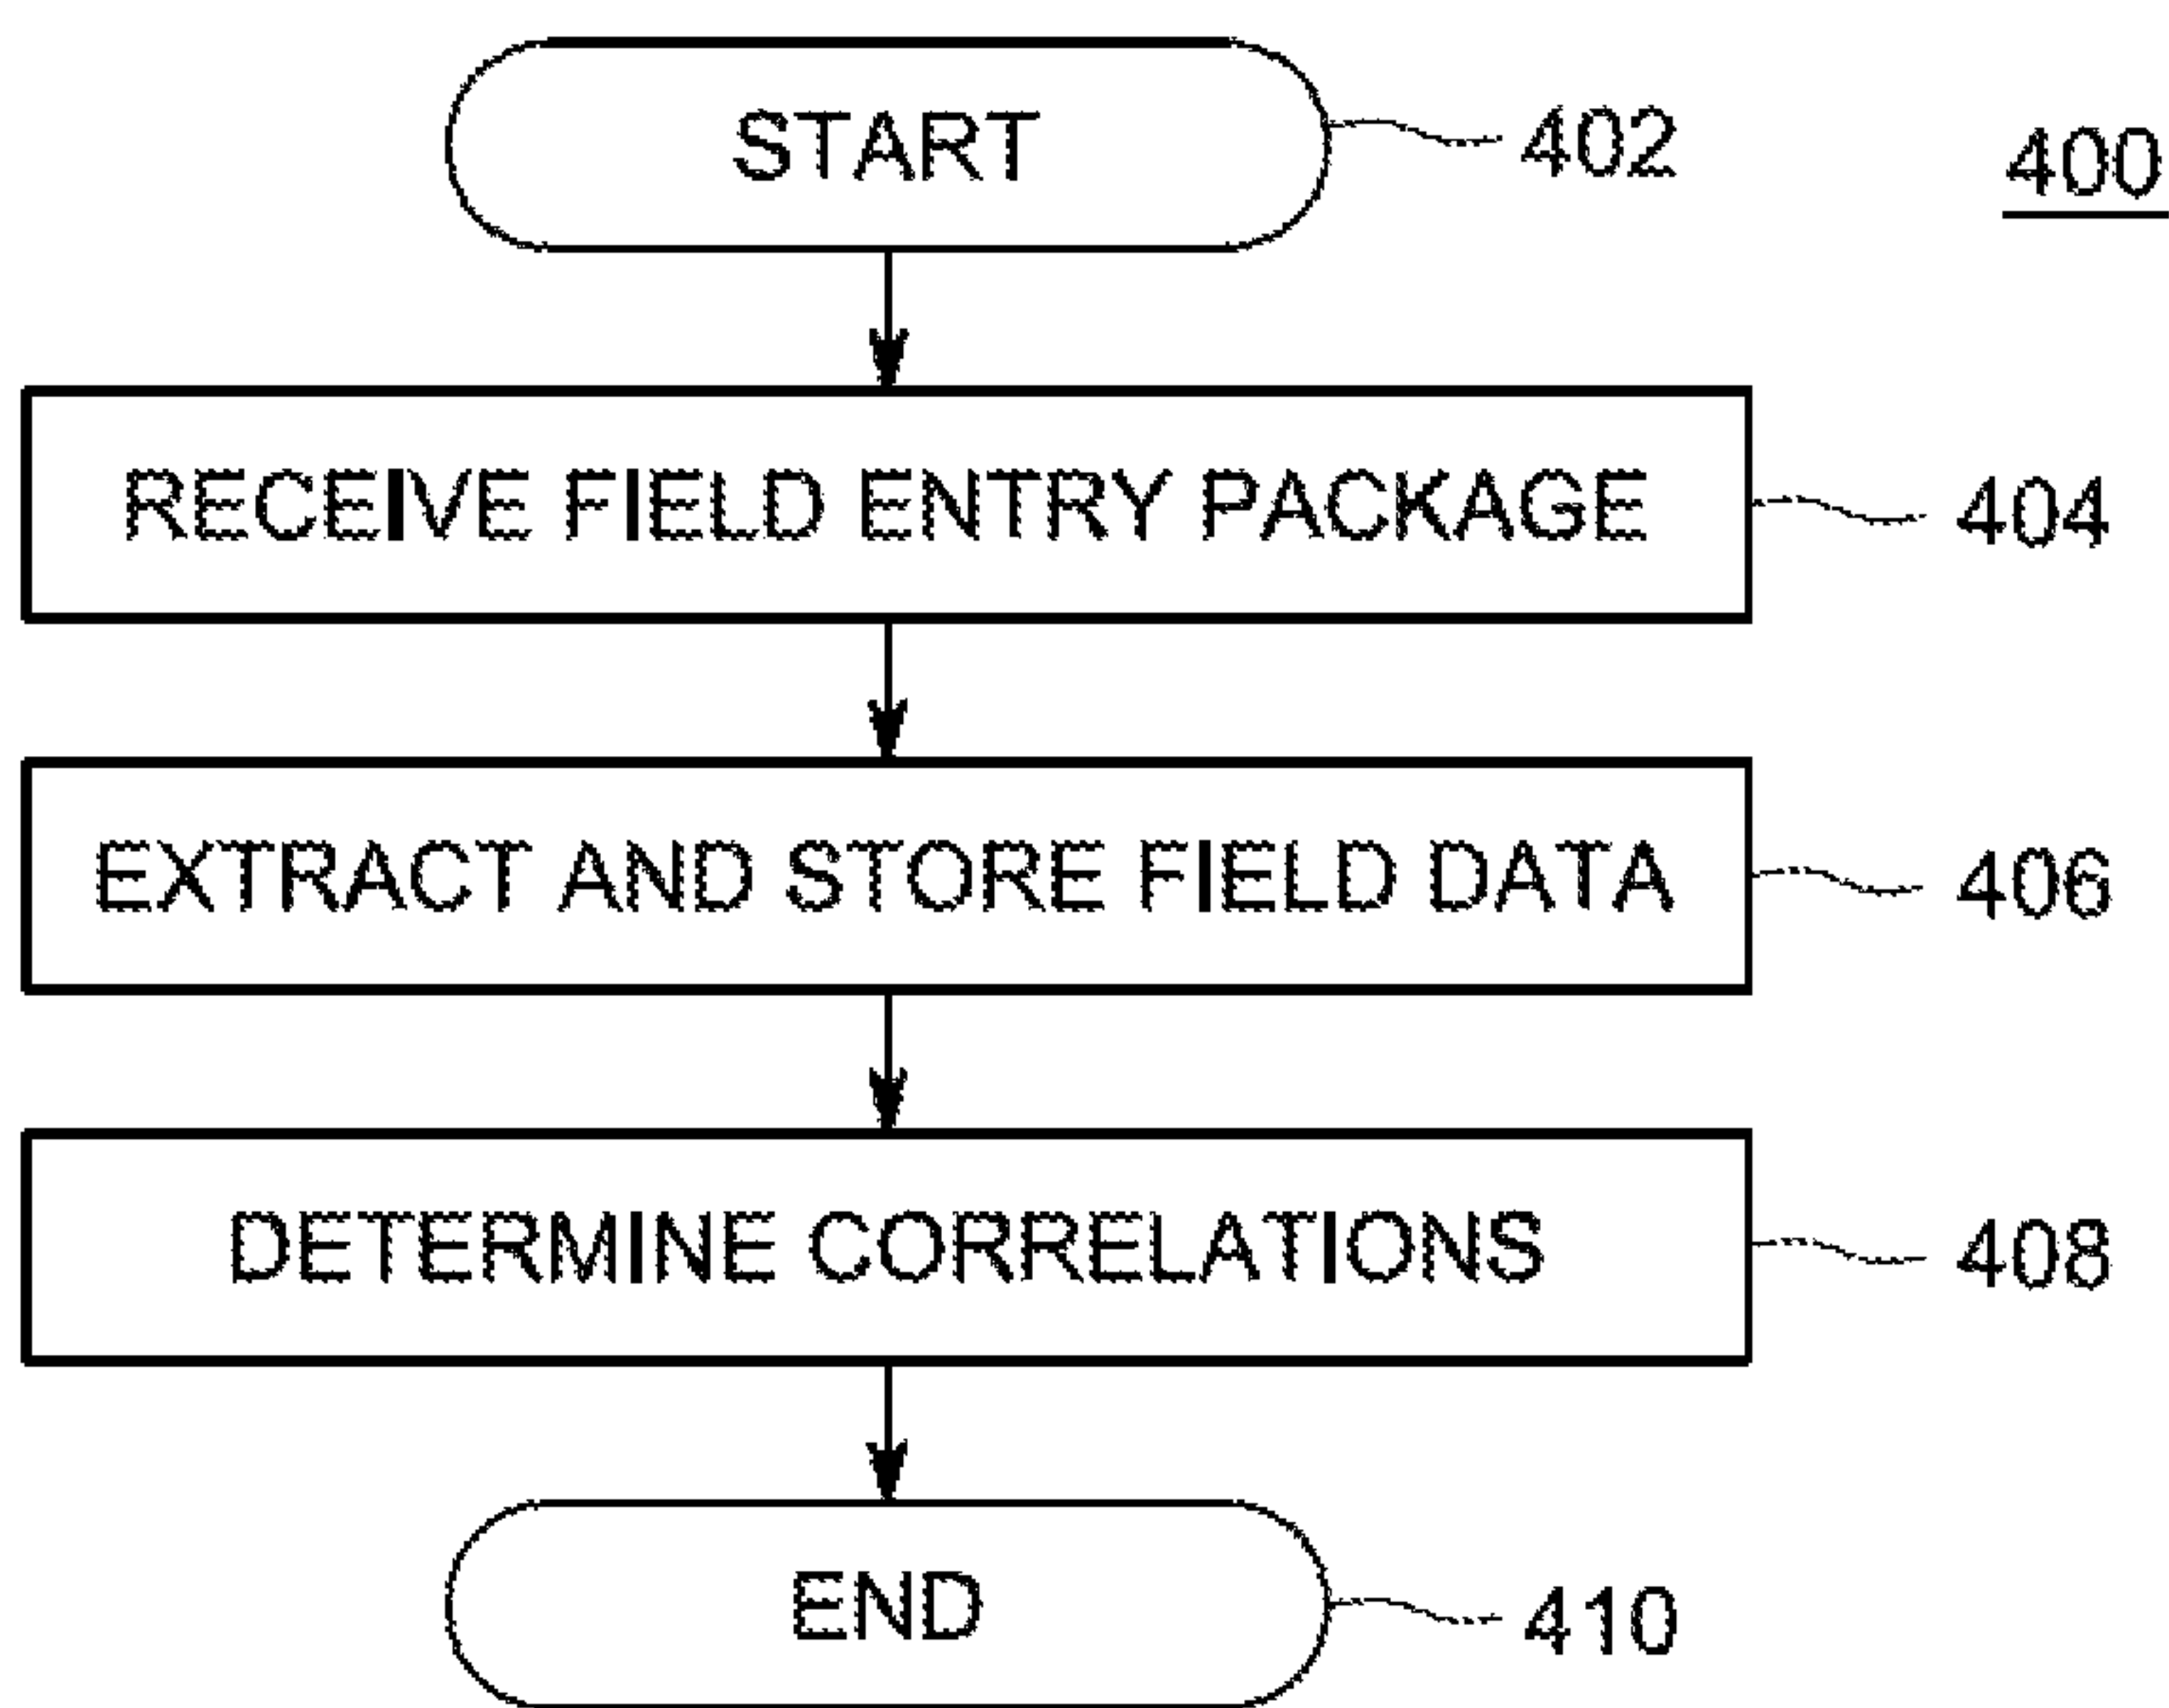 START
402
400
RECEIVE FIELD ENTRY PACKAGE
404
EXTRACT AND STORE FIELD DATA
406
DETERMINE CORRELATIONS
408
END
410